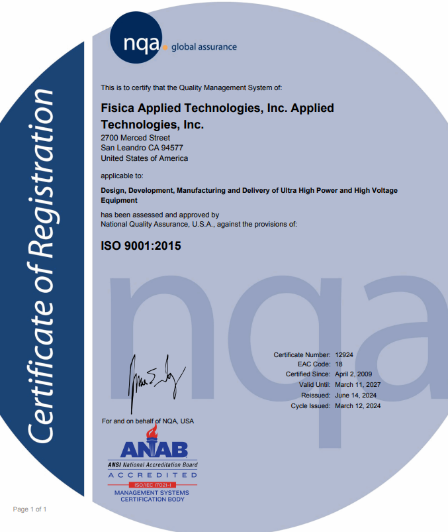 nqa.
global assurance
Certificate of Registration
This is to certify that the Quality Management System of:
Fisica Applied Technologies, Inc. Applied
Technologies, Inc.
2700 Merced Street
San Leandro CA 94577
United States of America
applicable to:
Design, Development, Manufacturing and Delivery of Ultra High Power and High Voltage
Equipment
has been assessed and approved by
National Quality Assurance, U.S.A., against the provisions of:
ISO 9001:2015
nqa
Certificate Number: 12924
EAC Code: 18
Certified Since: April 2, 2009
Valid Until: March 11, 2027
Reissued: June 14, 2024
Cycle Issued: March 12, 2024
For and on behalf of NQA, USA
ANAB
ANSI National Accreditation Board
ACCREDITED
ISO/IEC 17021-1
MANAGEMENT SYSTEMS
CERTIFICATION BODY
Page 1 of 1